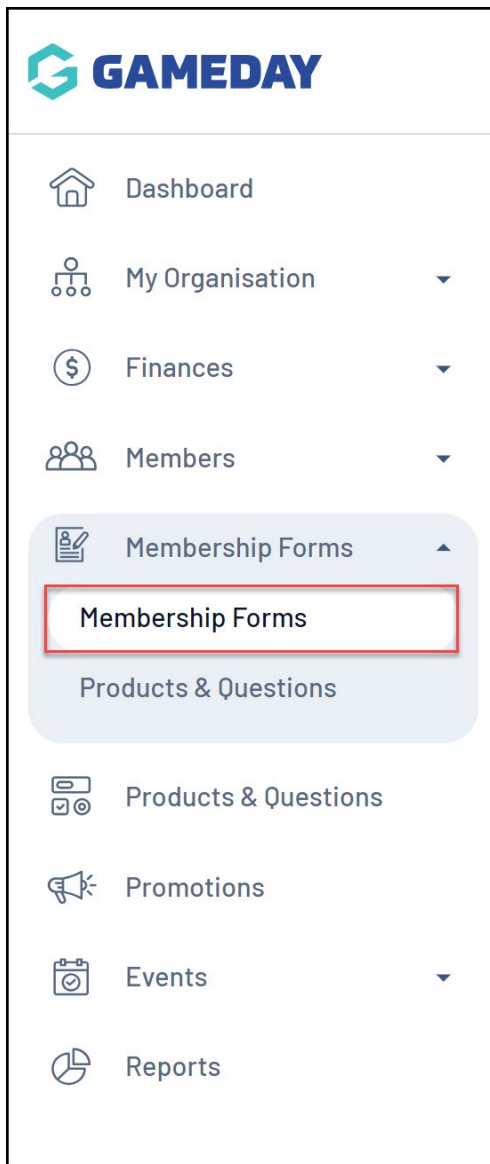 GAMEDAY
Dashboard
My Organisation
Finances
Members
Membership Forms
Membership Forms
Products & Questions
Products & Questions
Promotions
Events
Reports